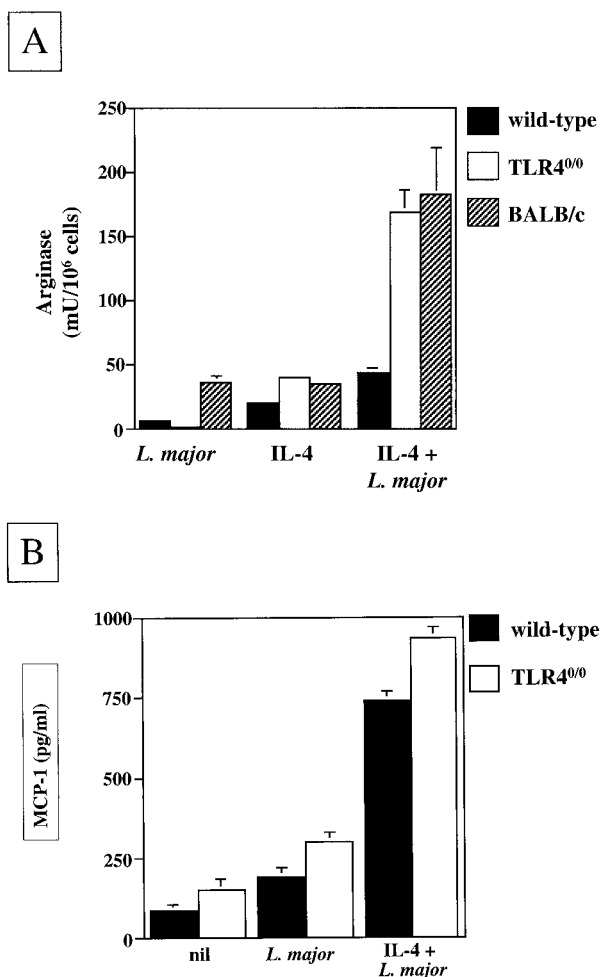 A
250
200
150
100
50
0
Arginase
(mU/10⁶ cells)
wild-type
TLR4⁰/⁰
BALB/c
L. major
IL-4
IL-4 +
L. major
B
1000
750
500
250
0
MCP-1 (pg/ml)
wild-type
TLR4⁰/⁰
nil
L. major
IL-4 +
L. major